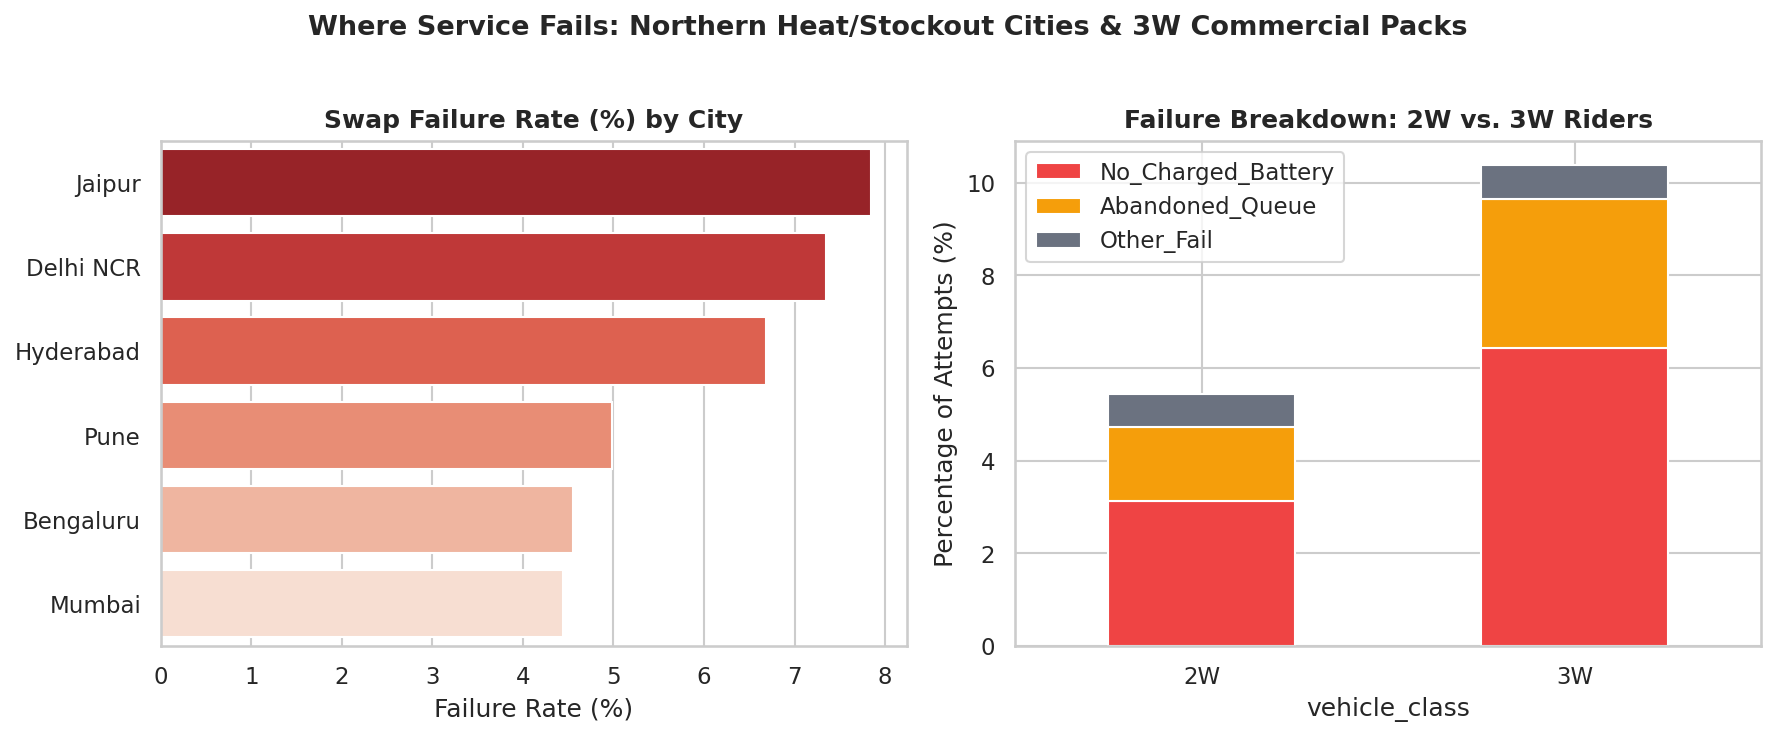 Where Service Fails: Northern Heat/Stockout Cities & 3W Commercial Packs
Swap Failure Rate (%) by City
Jaipur
Delhi NCR
Hyderabad
Pune
Bengaluru
Mumbai
0 1 2 3 4 5 6 7 8
Failure Rate (%)
Failure Breakdown: 2W vs. 3W Riders
No_Charged_Battery
Abandoned_Queue
Other_Fail
Percentage of Attempts (%)
10
8
6
4
2
0
2W 3W
vehicle_class